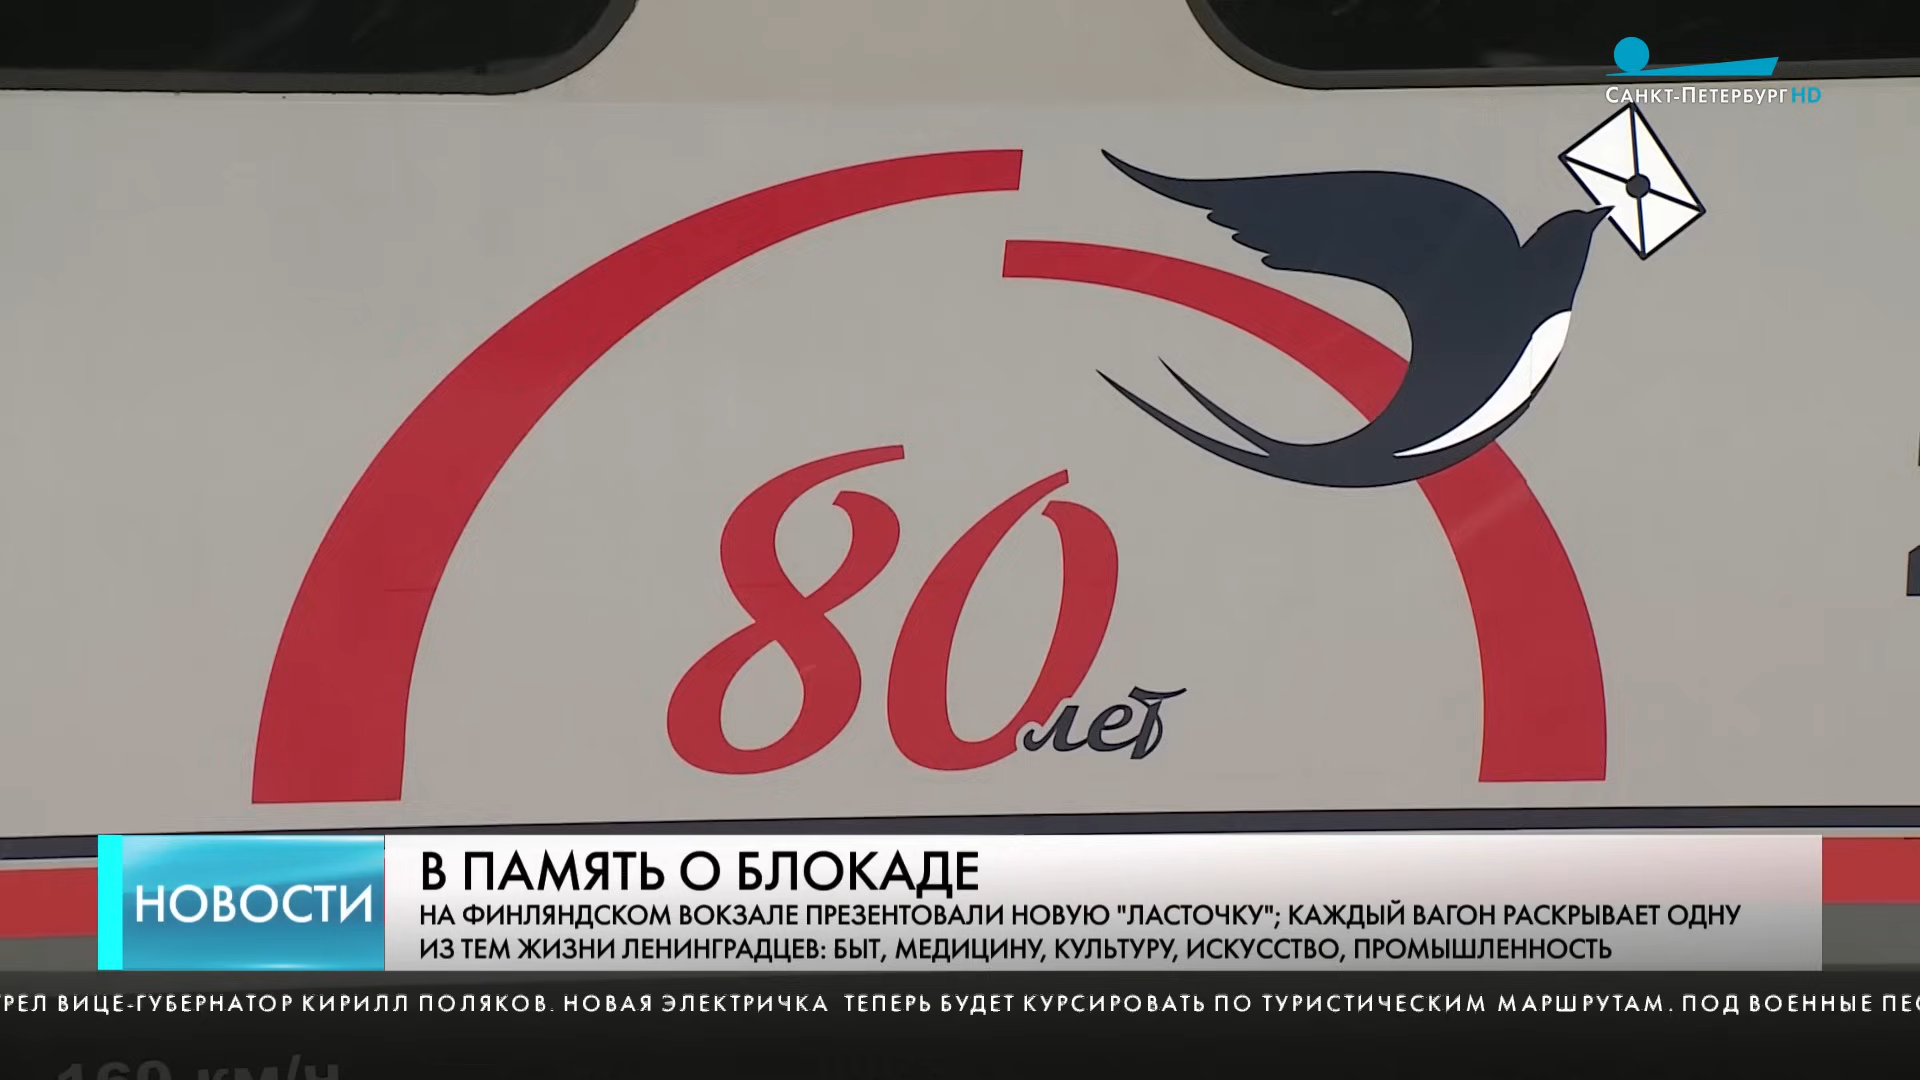 САНКТ-ПЕТЕРБУРГ HD
80 лет
НОВОСТИ
В ПАМЯТЬ О БЛОКАДЕ
НА ФИНЛЯНДСКОМ ВОКЗАЛЕ ПРЕЗЕНТОВАЛИ НОВУЮ "ЛАСТОЧКУ"; КАЖДЫЙ ВАГОН РАСКРЫВАЕТ ОДНУ
ИЗ ТЕМ ЖИЗНИ ЛЕНИНГРАДЦЕВ: БЫТ, МЕДИЦИНУ, КУЛЬТУРУ, ИСКУССТВО, ПРОМЫШЛЕННОСТЬ
ВИЦЕ-ГУБЕРНАТОР КИРИЛЛ ПОЛЯКОВ. НОВАЯ ЭЛЕКТРИЧКА ТЕПЕРЬ БУДЕТ КУРСИРОВАТЬ ПО ТУРИСТИЧЕСКИМ МАРШРУТАМ. ПОД ВОЕННЫЕ
160 км/ч